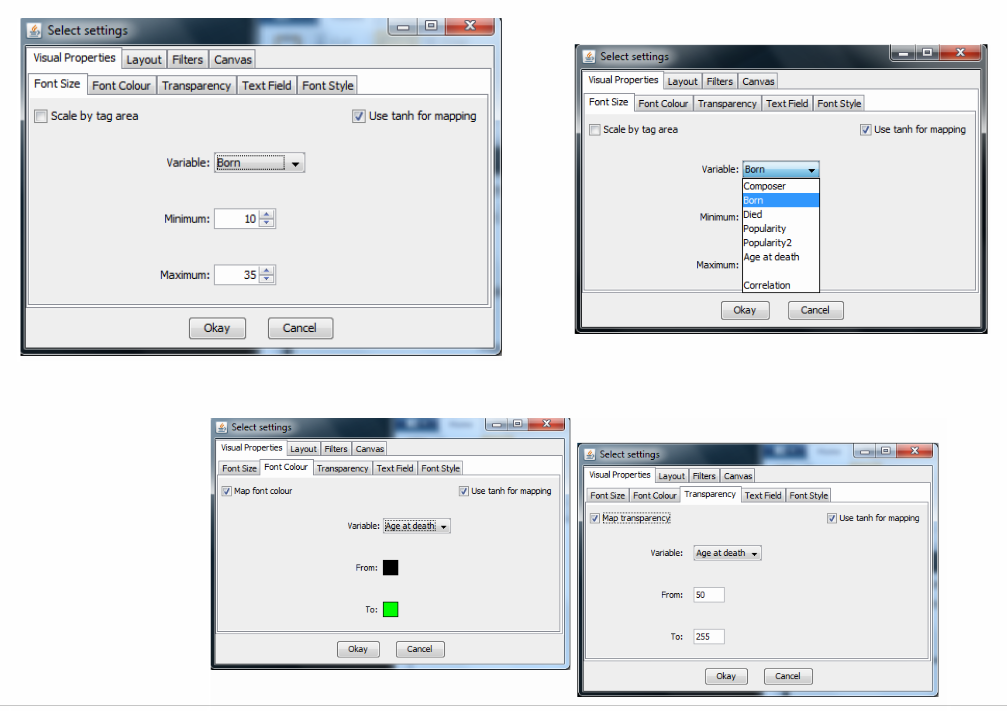 Select settings
Visual Properties Layout Filters Canvas
Font Size Font Colour Transparency Text Field Font Style
Scale by tag area Use tanh for mapping
Variable: Born
Minimum: 10
Maximum: 35
Okay Cancel
Select settings
Visual Properties Layout Filters Canvas
Font Size Font Colour Transparency Text Field Font Style
Scale by tag area Use tanh for mapping
Variable: Born
Composer
Born
Died
Minimum: Popularity
Popularity2
Age at death
Maximum:
Correlation
Okay Cancel
Select settings
Visual Properties Layout Filters Canvas
Font Size Font Colour Transparency Text Field Font Style
Map font colour Use tanh for mapping
Variable: Age at death
From:
To:
Okay Cancel
Select settings
Visual Properties Layout Filters Canvas
Font Size Font Colour Transparency Text Field Font Style
Map transparency Use tanh for mapping
Variable: Age at death
From: 50
To: 255
Okay Cancel